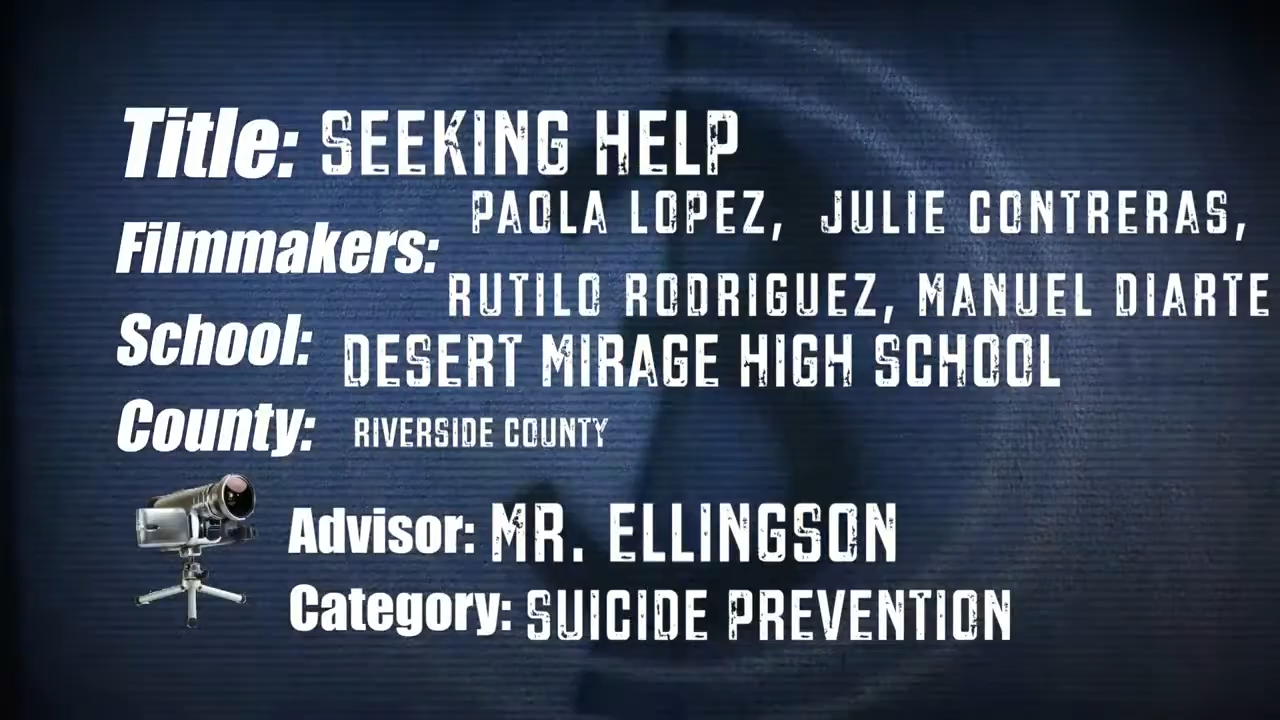 Title: SEEKING HELP
Filmmakers: PAOLA LOPEZ, JULIE CONTRERAS,
RUTILO RODRIGUEZ, MANUEL DIARTE
School: DESERT MIRAGE HIGH SCHOOL
County: RIVERSIDE COUNTY
Advisor: MR. ELLINGSON
Category: SUICIDE PREVENTION